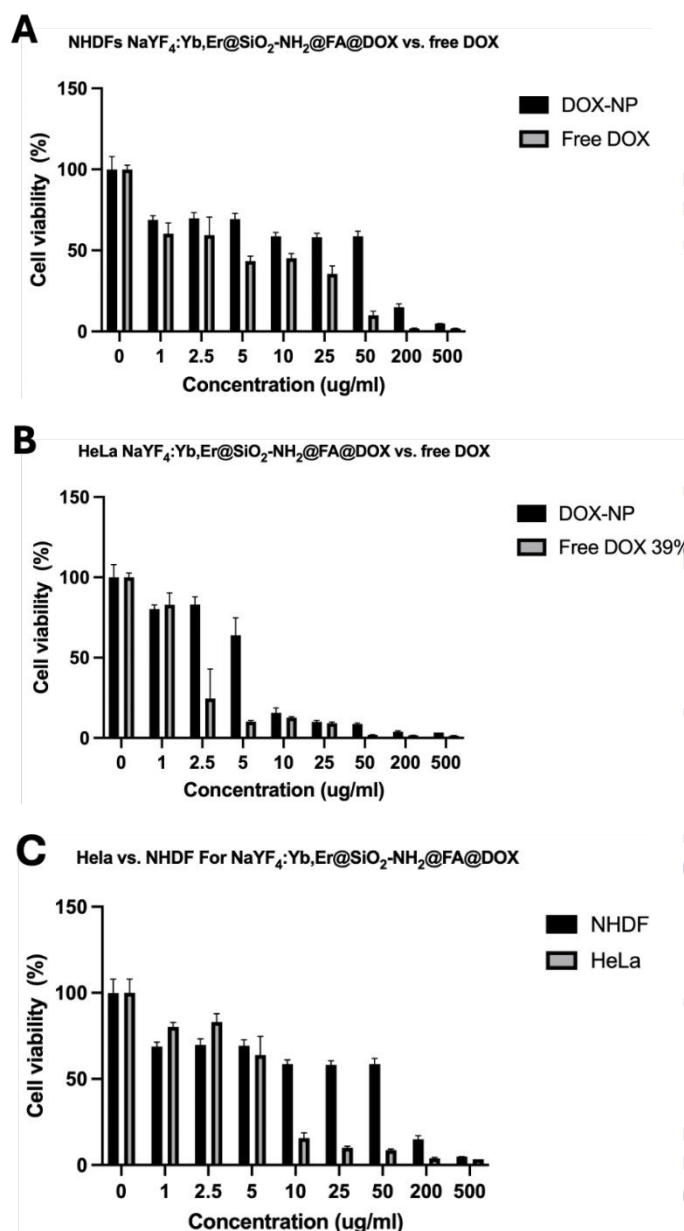 A
NHDFs NaYF₄:Yb,Er@SiO₂-NH₂@FA@DOX vs. free DOX
150
100
50
0
Cell viability (%)
DOX-NP
Free DOX
0 1 2.5 5 10 25 50 200 500
Concentration (ug/ml)
B
HeLa NaYF₄:Yb,Er@SiO₂-NH₂@FA@DOX vs. free DOX
150
100
50
0
Cell viability (%)
DOX-NP
Free DOX 39%
0 1 2.5 5 10 25 50 200 500
Concentration (ug/ml)
C
Hela vs. NHDF For NaYF₄:Yb,Er@SiO₂-NH₂@FA@DOX
150
100
50
0
Cell viability (%)
NHDF
HeLa
0 1 2.5 5 10 25 50 200 500
Concentration (ug/ml)